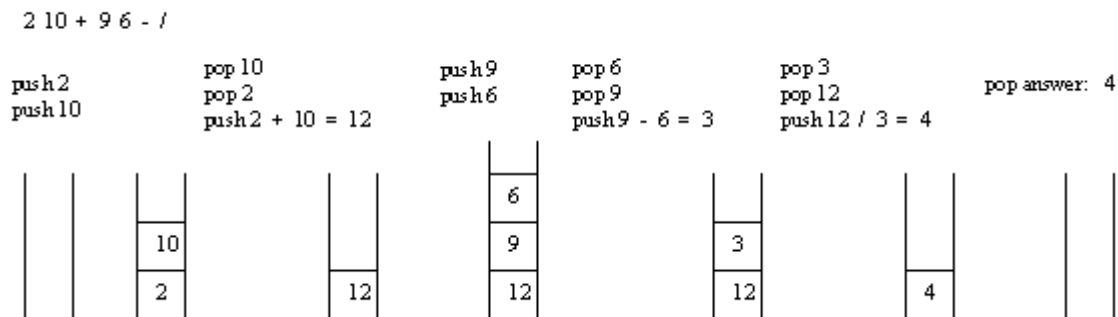 2 10 + 9 6 - /
push 2
push 10
pop 10
pop 2
push 2 + 10 = 12
push 9
push 6
pop 6
pop 9
push 9 - 6 = 3
pop 3
pop 12
push 12 / 3 = 4
pop answer: 4
10
2
12
6
9
12
3
12
4